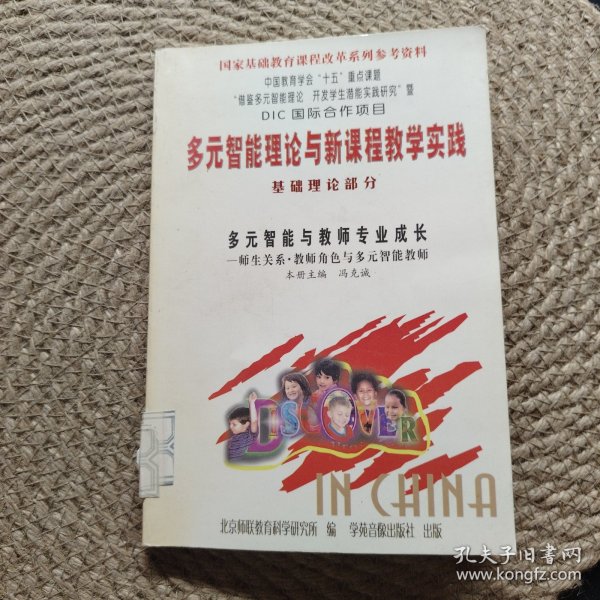 国家基础教育课程改革系列参考资料
中国教育学会“十五”重点课题
“借鉴多元智能理论 开发学生潜能实践研究”暨
DIC 国际合作项目
多元智能理论与新课程教学实践
基础理论部分
多元智能与教师专业成长
—师生关系·教师角色与多元智能教师
本册主编 冯克诚
DISCOVER
IN CHINA
北京师联教育科学研究所 编 学苑音像出版社 出版
孔夫子旧书网
www.kongfz.com